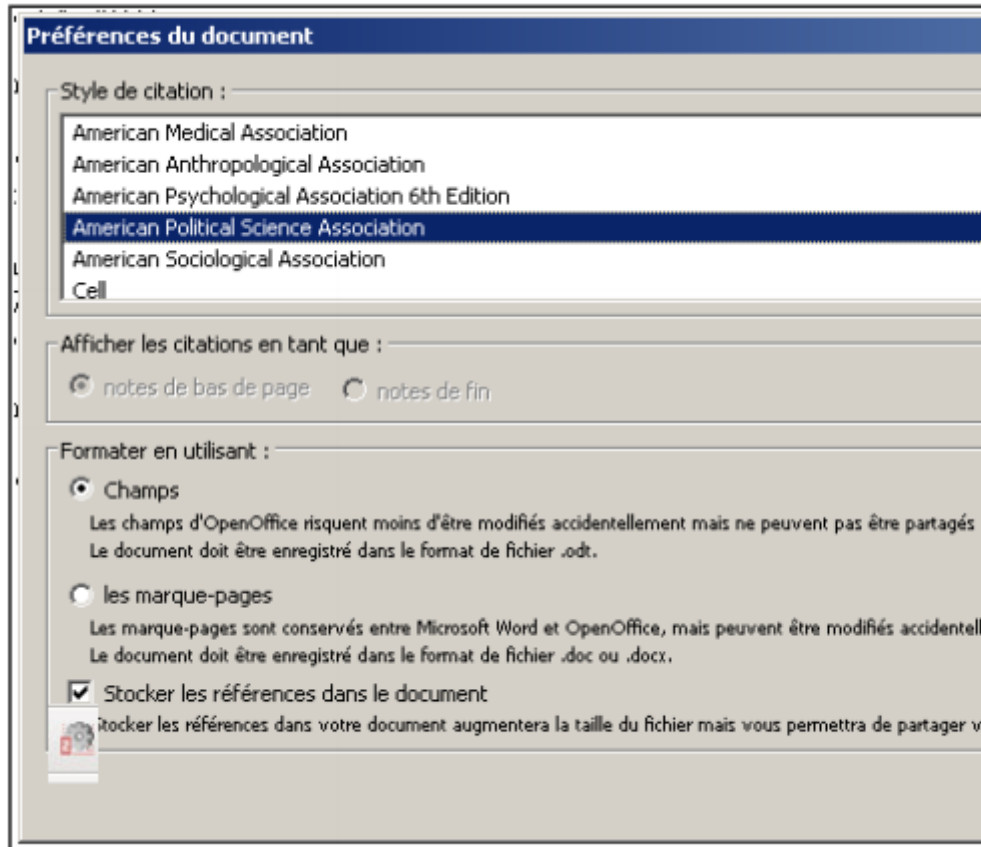 Préférences du document
Style de citation :
American Medical Association
American Anthropological Association
American Psychological Association 6th Edition
American Political Science Association
American Sociological Association
Cell
Afficher les citations en tant que :
notes de bas de page notes de fin
Formater en utilisant :
Champs
Les champs d'OpenOffice risquent moins d'être modifiés accidentellement mais ne peuvent pas être partagés
Le document doit être enregistré dans le format de fichier .odt.
les marque-pages
Les marque-pages sont conservés entre Microsoft Word et OpenOffice, mais peuvent être modifiés accidentell
Le document doit être enregistré dans le format de fichier .doc ou .docx.
Stocker les références dans le document
Stocker les références dans votre document augmentera la taille du fichier mais vous permettra de partager v